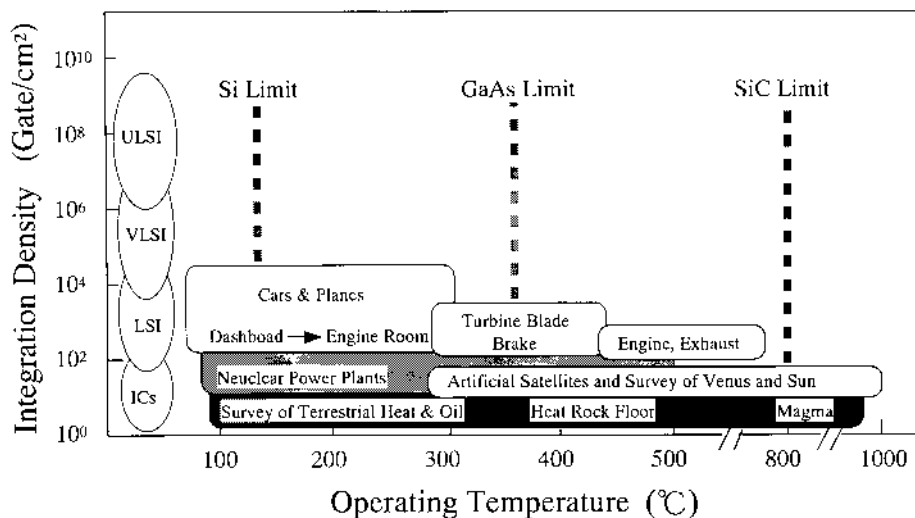 Integration Density (Gate/cm²)
10¹⁰
10⁸
10⁶
10⁴
10²
10⁰
ULSI
VLSI
LSI
ICs
Si Limit
GaAs Limit
SiC Limit
Cars & Planes
Dashboad → Engine Room
Turbine Blade
Brake
Engine, Exhaust
Neuclear Power Plants
Artificial Satellites and Survey of Venus and Sun
Survey of Terrestrial Heat & Oil
Heat Rock Floor
Magma
100 200 300 400 500 800 1000
Operating Temperature (℃)